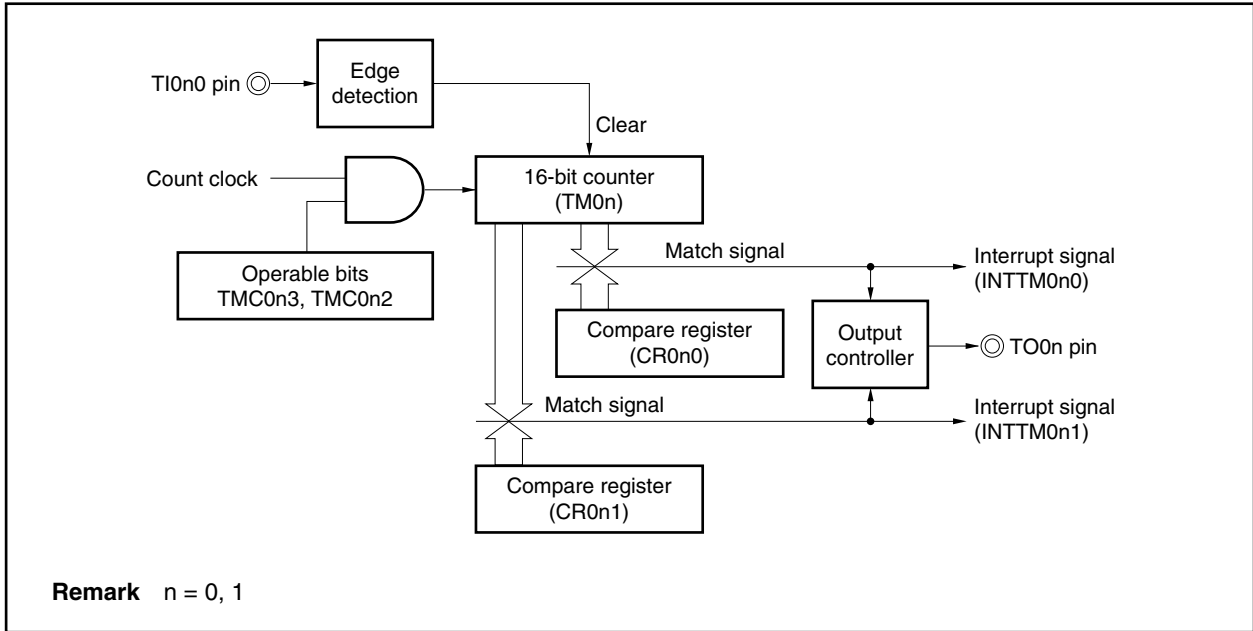 TI0n0 pin
Edge
detection
Clear
Count clock
16-bit counter
(TM0n)
Operable bits
TMC0n3, TMC0n2
Match signal
Interrupt signal
(INTTM0n0)
Compare register
(CR0n0)
Output
controller
TO0n pin
Match signal
Interrupt signal
(INTTM0n1)
Compare register
(CR0n1)
Remark n = 0, 1